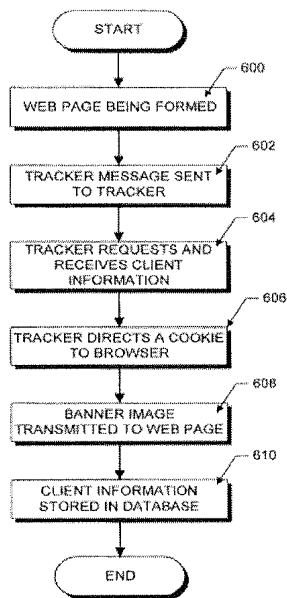 START
600
WEB PAGE BEING FORMED
602
TRACKER MESSAGE SENT
TO TRACKER
604
TRACKER REQUESTS AND
RECEIVES CLIENT
INFORMATION
606
TRACKER DIRECTS A COOKIE
TO BROWSER
608
BANNER IMAGE
TRANSMITTED TO WEB PAGE
610
CLIENT INFORMATION
STORED IN DATABASE
END